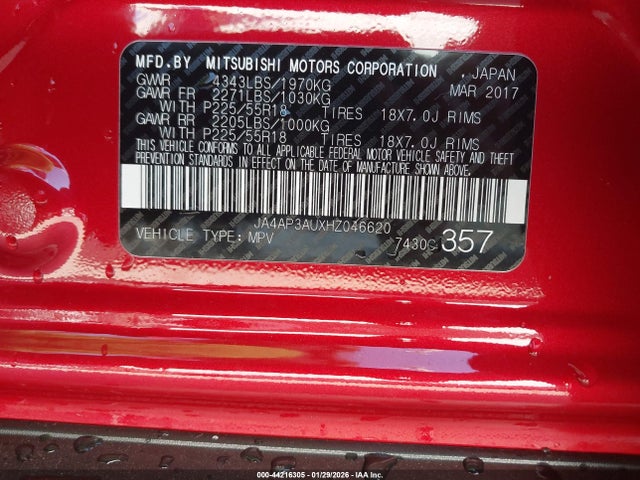 MFD.BY MITSUBISHI MOTORS CORPORATION , JAPAN
GVWR 4343LBS/1970KG MAR 2017
GAWR FR 2271LBS/1030KG
WITH P225/55R18 TIRES 18X7.0J RIMS
GAWR RR 2205LBS/1000KG
WITH P225/55R18 TIRES 18X7.0J RIMS
THIS VEHICLE CONFORMS TO ALL APPLICABLE FEDERAL MOTOR VEHICLE SAFETY AND THEFT
PREVENTION STANDARDS IN EFFECT ON THE DATE OF MANUFACTURE SHOWN ABOVE.
JA4AP3AUXHZ046620
VEHICLE TYPE: MPV 7430C 357
000-44216305 | 01/29/2026 - copyright IAA, LLC